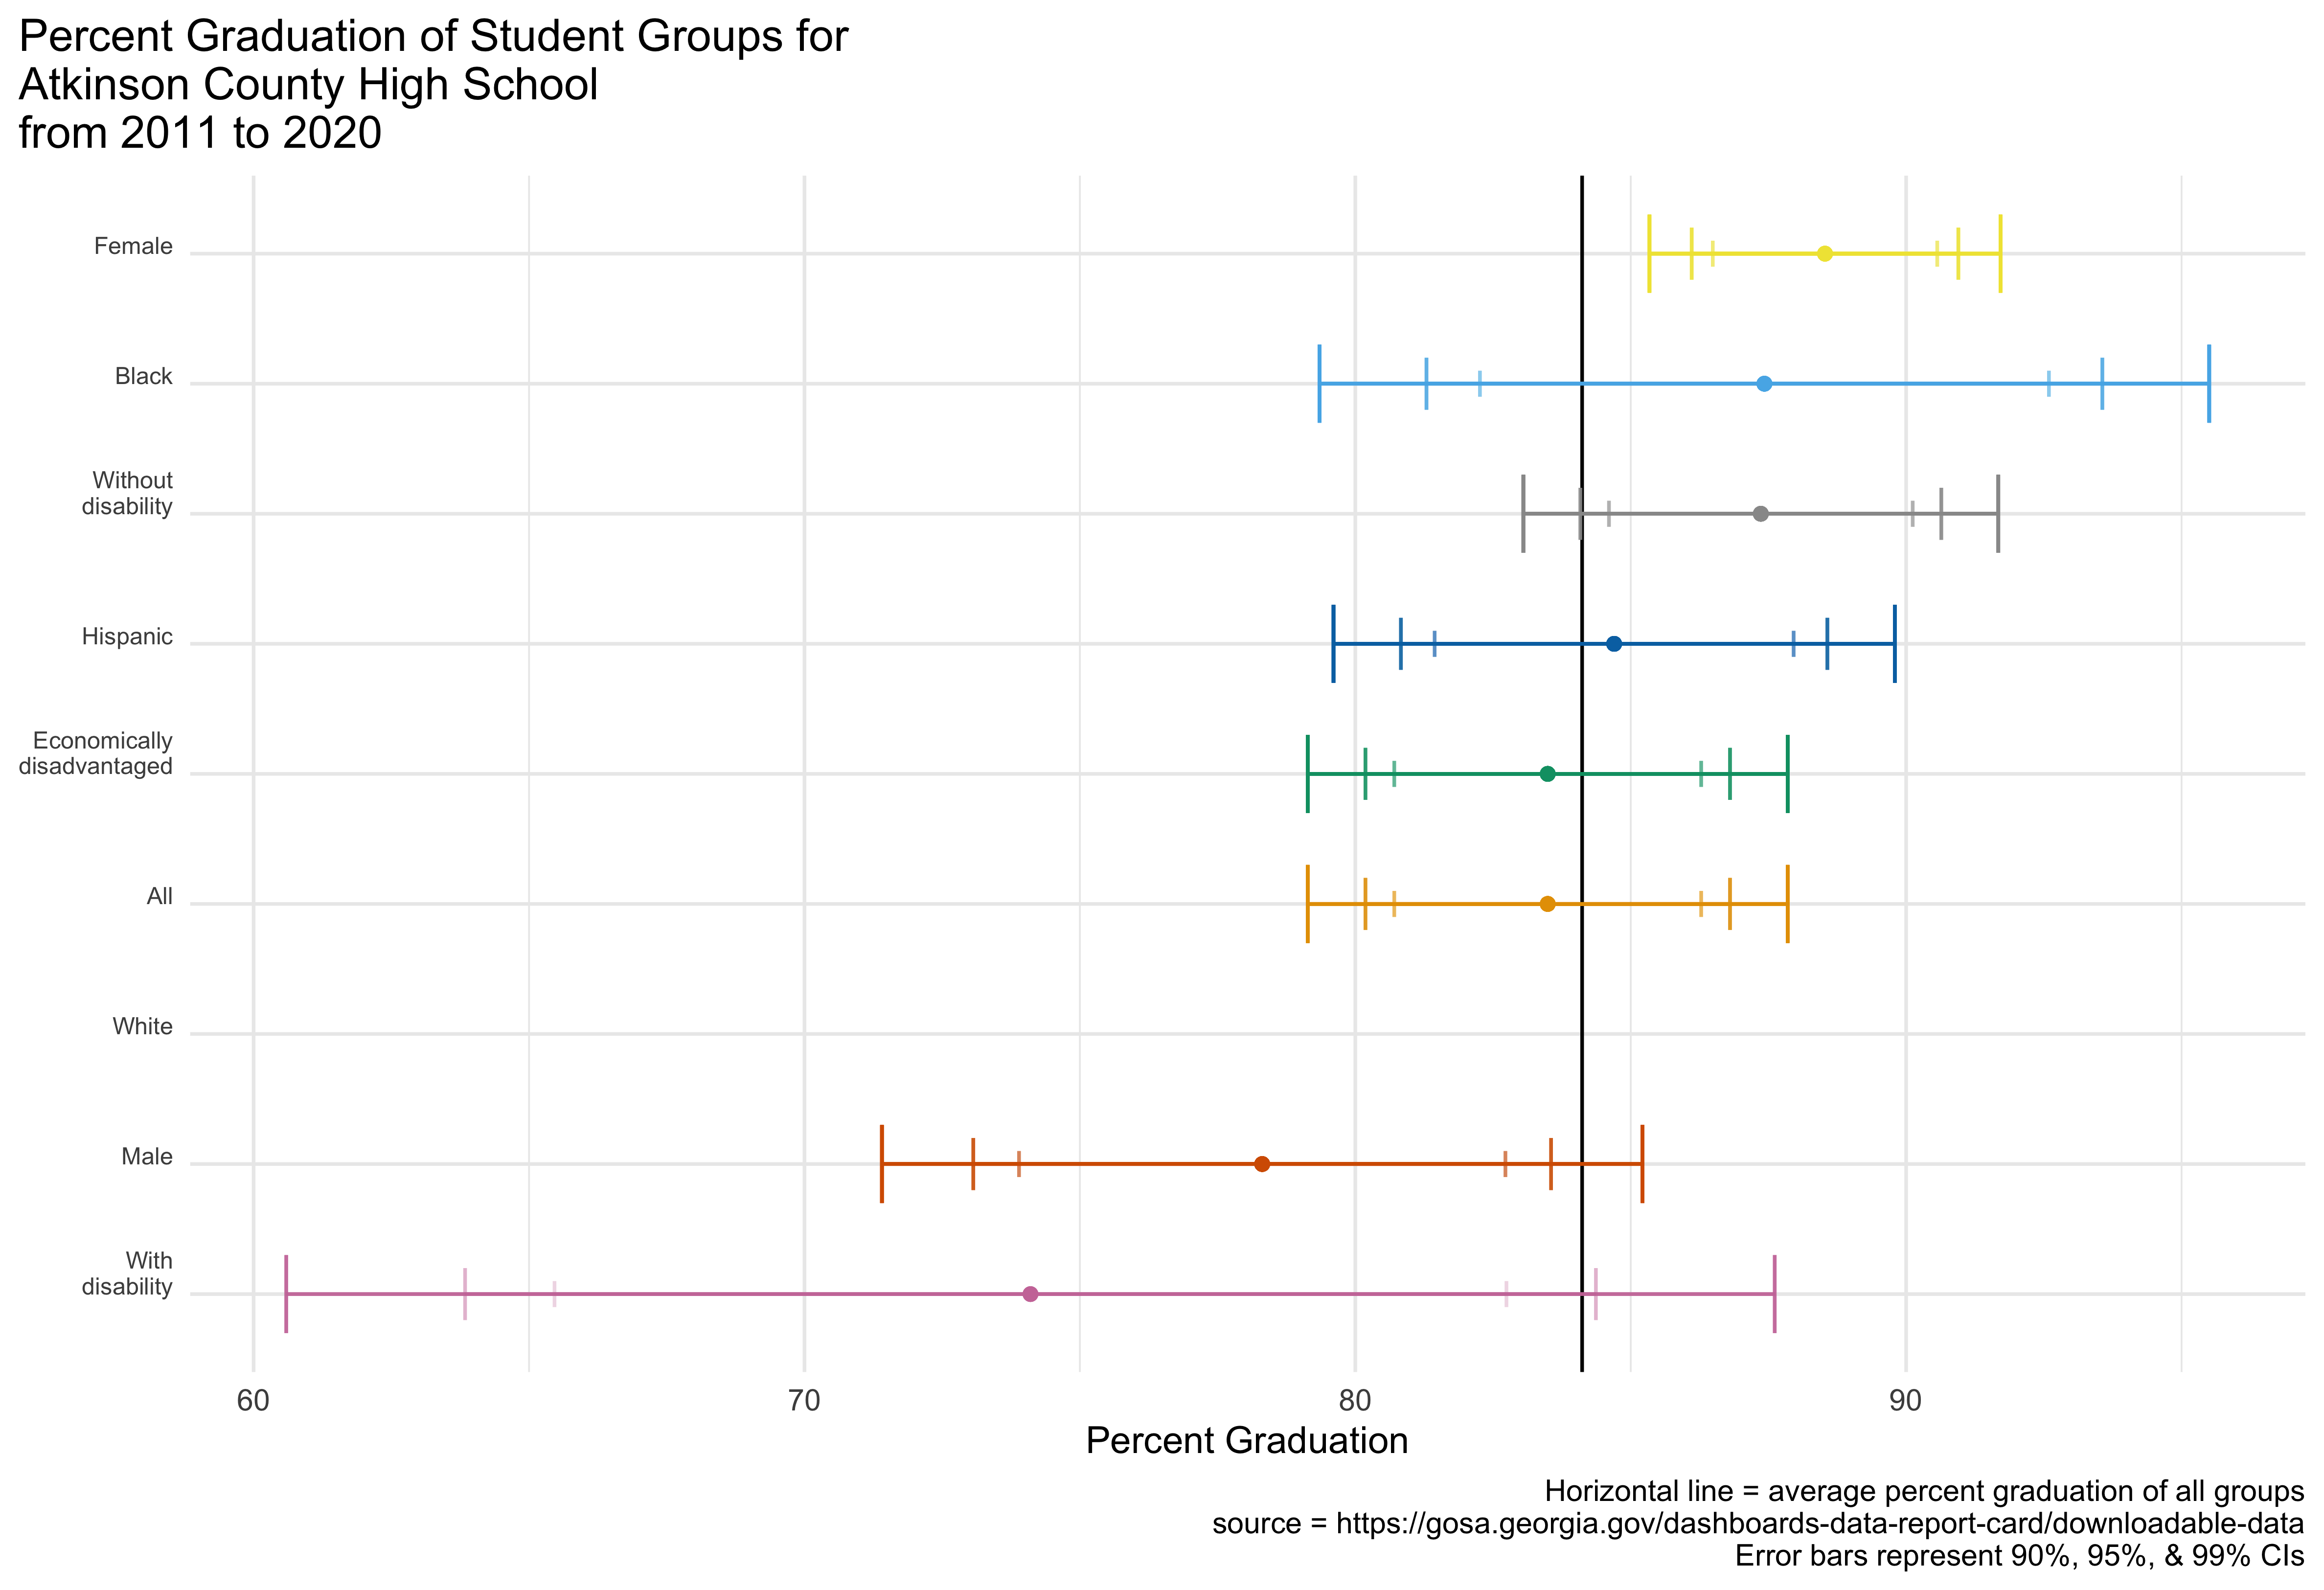 Percent Graduation of Student Groups for
Atkinson County High School
from 2011 to 2020
Female
Black
Without
disability
Hispanic
Economically
disadvantaged
All
White
Male
With
disability
60 70 80 90
Percent Graduation
Horizontal line = average percent graduation of all groups
source = https://gosa.georgia.gov/dashboards-data-report-card/downloadable-data
Error bars represent 90%, 95%, & 99% CIs